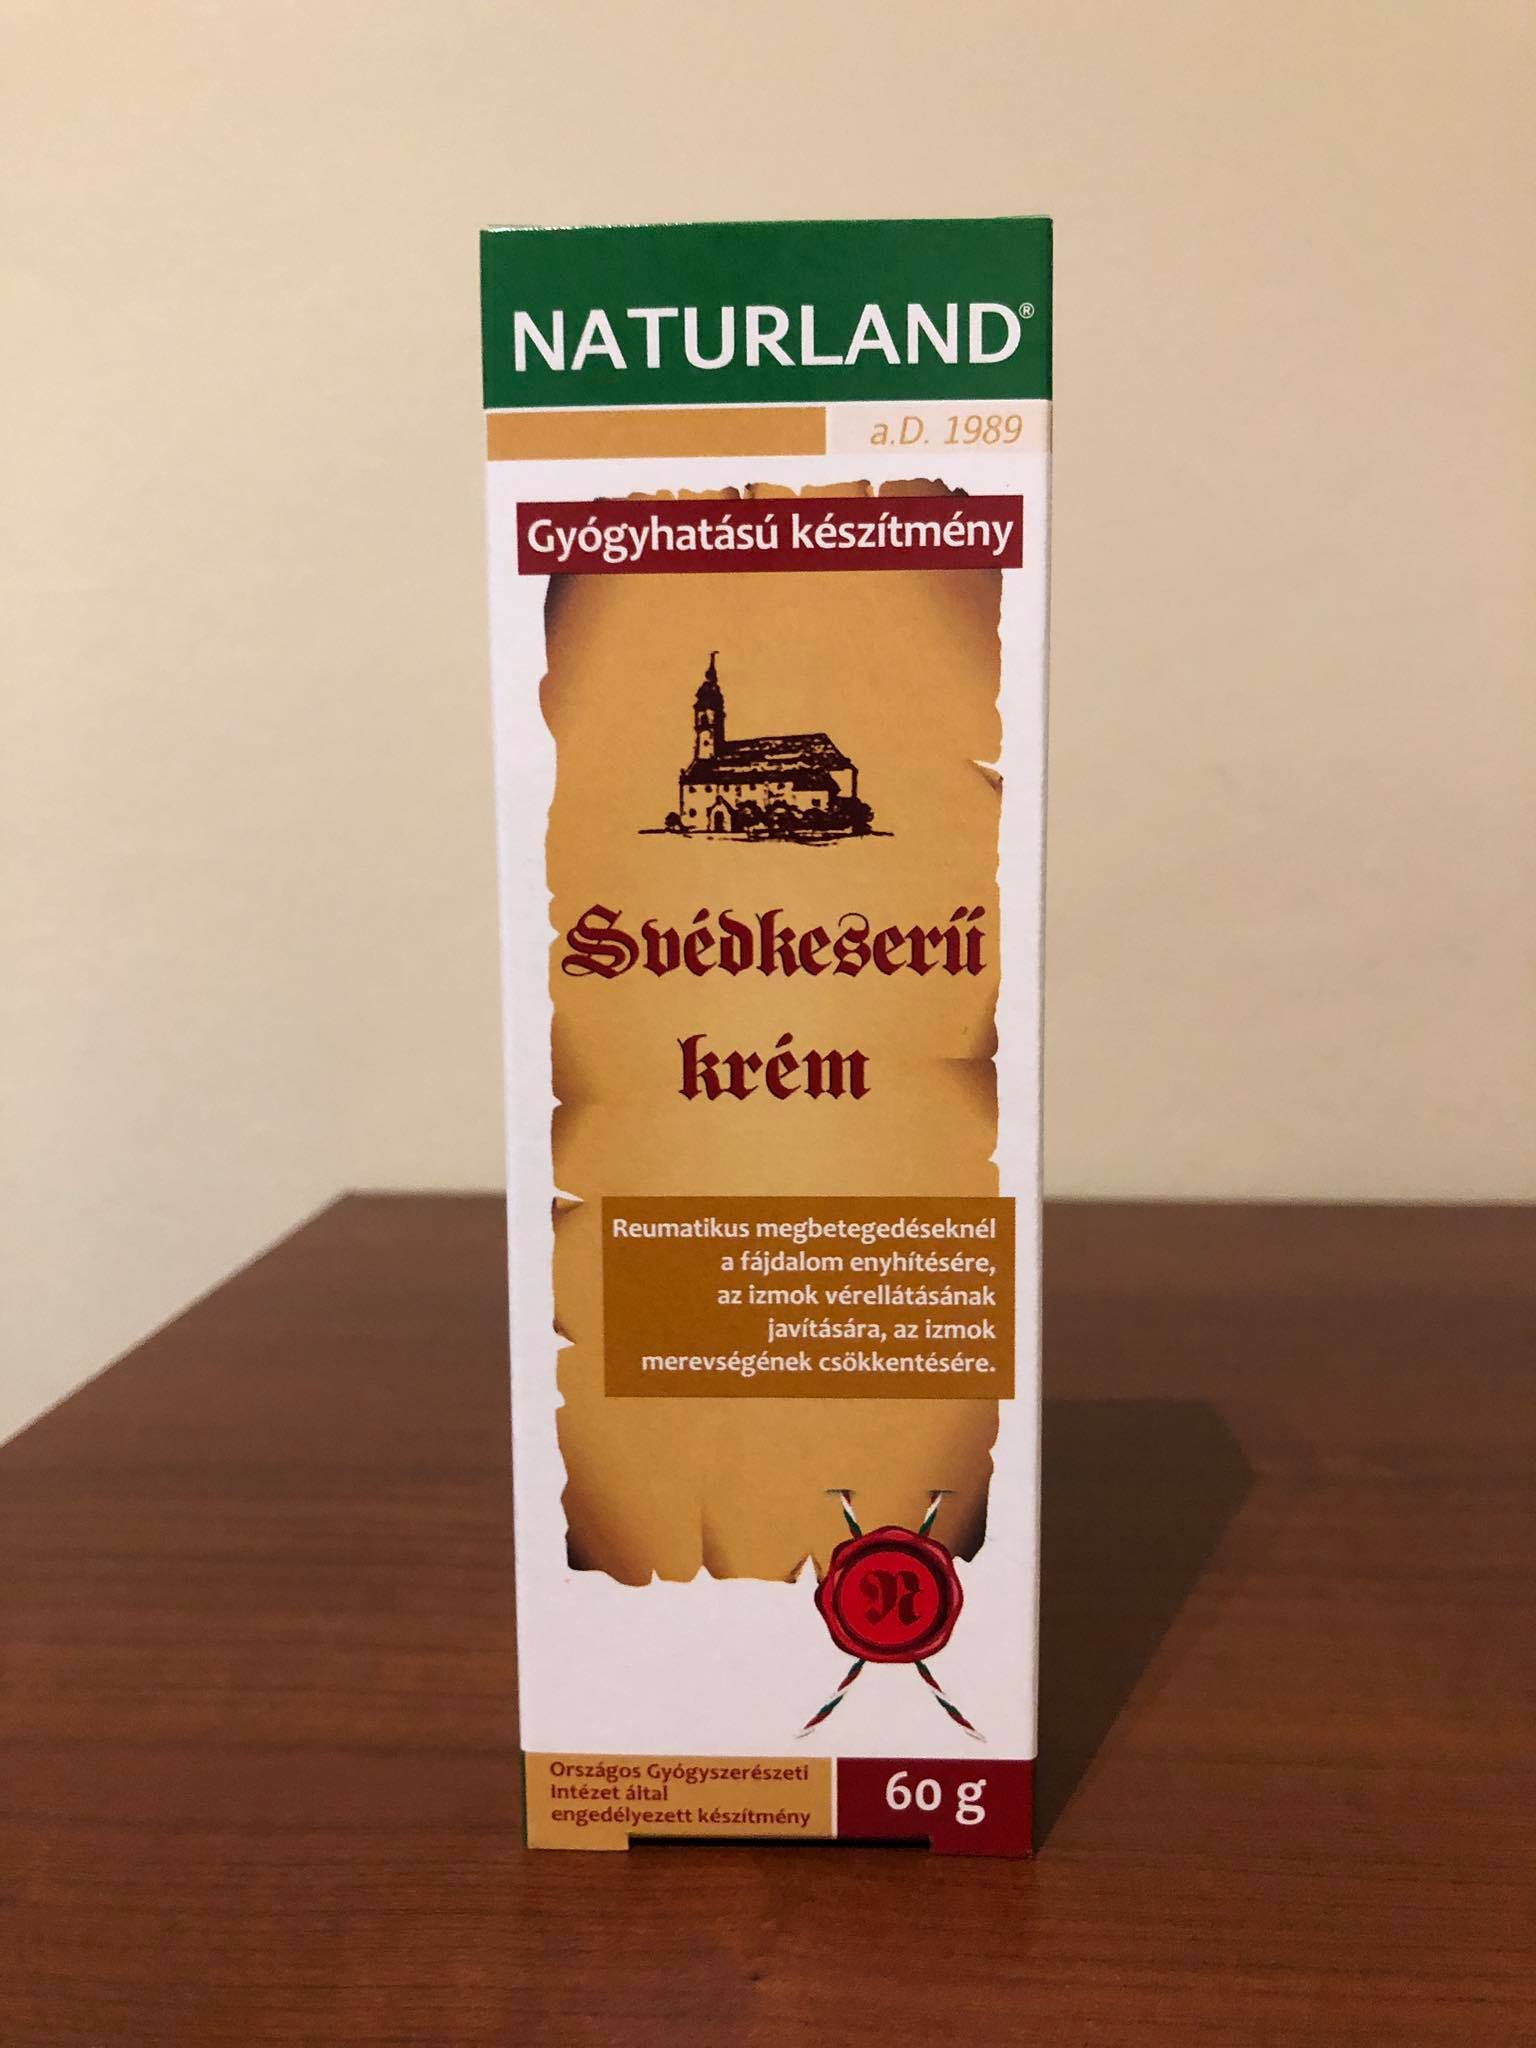 NATURLAND®
a.D. 1989
Gyógyhatású készítmény
Svédkeserű
krém
Reumatikus megbetegedéseknél
a fájdalom enyhítésére,
az izmok vérellátásának
javítására, az izmok
merevségének csökkentésére.
N
Országos Gyógyszerészeti
Intézet által
engedélyezett készítmény
60 g